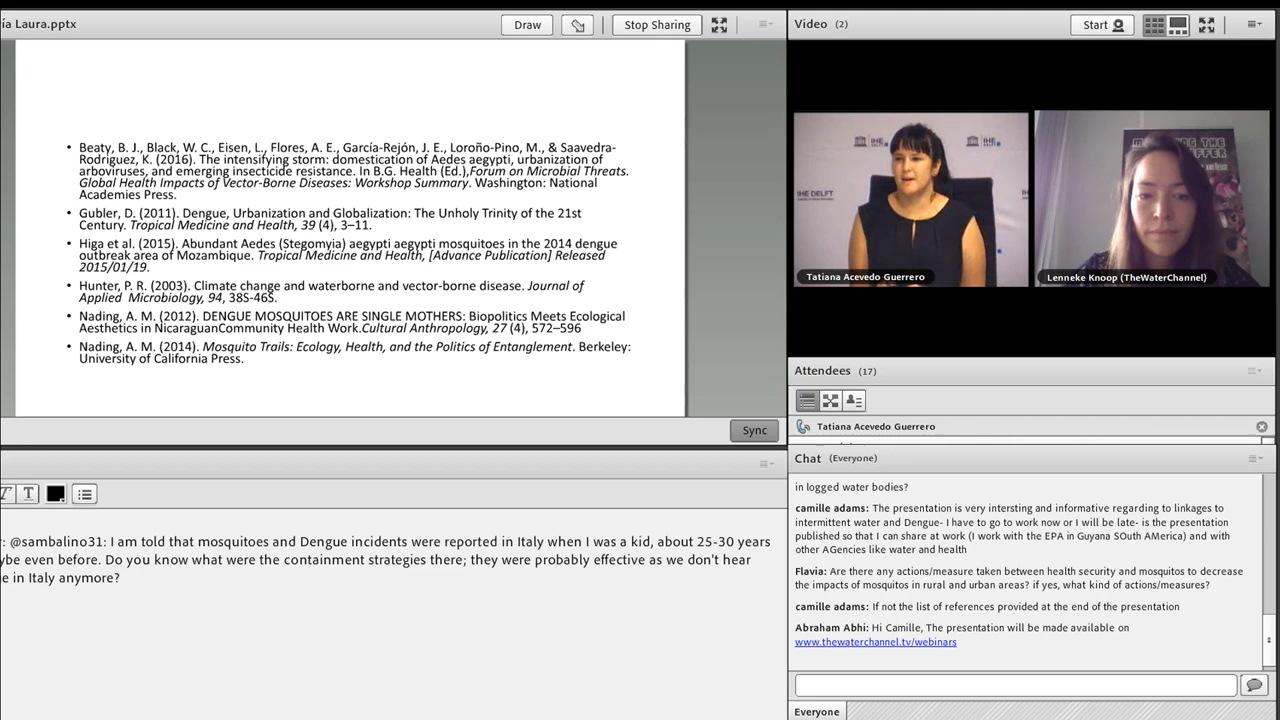 ía Laura.pptx
Draw
Stop Sharing
• Beaty, B. J., Black, W. C., Eisen, L., Flores, A. E., García-Rejón, J. E., Loroño-Pino, M., & Saavedra-
Rodriguez, K. (2016). The intensifying storm: domestication of Aedes aegypti, urbanization of
arboviruses, and emerging insecticide resistance. In B.G. Health (Ed.),Forum on Microbial Threats.
Global Health Impacts of Vector-Borne Diseases: Workshop Summary. Washington: National
Academies Press.
• Gubler, D. (2011). Dengue, Urbanization and Globalization: The Unholy Trinity of the 21st
Century. Tropical Medicine and Health, 39 (4), 3–11.
• Higa et al. (2015). Abundant Aedes (Stegomyia) aegypti aegypti mosquitoes in the 2014 dengue
outbreak area of Mozambique. Tropical Medicine and Health, [Advance Publication] Released
2015/01/19.
• Hunter, P. R. (2003). Climate change and waterborne and vector-borne disease. Journal of
Applied Microbiology, 94, 38S-46S.
• Nading, A. M. (2012). DENGUE MOSQUITOES ARE SINGLE MOTHERS: Biopolitics Meets Ecological
Aesthetics in NicaraguanCommunity Health Work.Cultural Anthropology, 27 (4), 572–596
• Nading, A. M. (2014). Mosquito Trails: Ecology, Health, and the Politics of Entanglement. Berkeley:
University of California Press.
Sync
T T
r: @sambalino31: I am told that mosquitoes and Dengue incidents were reported in Italy when I was a kid, about 25-30 years
ybe even before. Do you know what were the containment strategies there; they were probably effective as we don't hear
e in Italy anymore?
Video (2)
Start
IHE
IHE DELFT
Tatiana Acevedo Guerrero
Lenneke Knoop (TheWaterChannel)
Attendees (17)
Tatiana Acevedo Guerrero
Chat (Everyone)
in logged water bodies?
camille adams: The presentation is very intersting and informative regarding to linkages to
intermittent water and Dengue- I have to go to work now or I will be late- is the presentation
published so that I can share at work (I work with the EPA in Guyana SOuth AMerica) and with
other AGencies like water and health
Flavia: Are there any actions/measure taken between health security and mosquitos to decrease
the impacts of mosquitos in rural and urban areas? if yes, what kind of actions/measures?
camille adams: If not the list of references provided at the end of the presentation
Abraham Abhi: Hi Camille, The presentation will be made available on
www.thewaterchannel.tv/webinars
Everyone